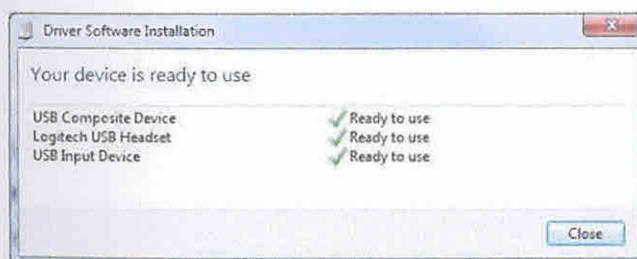 Driver Software Installation
Your device is ready to use
USB Composite Device Ready to use
Logitech USB Headset Ready to use
USB Input Device Ready to use
Close